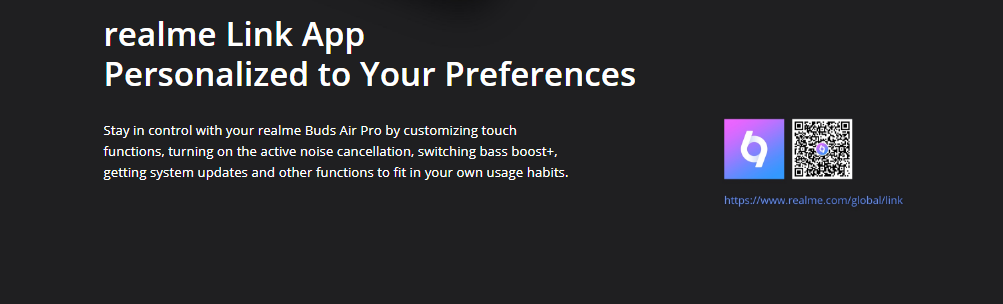 realme Link App
Personalized to Your Preferences
Stay in control with your realme Buds Air Pro by customizing touch
functions, turning on the active noise cancellation, switching bass boost+,
getting system updates and other functions to fit in your own usage habits.
https://www.realme.com/global/link